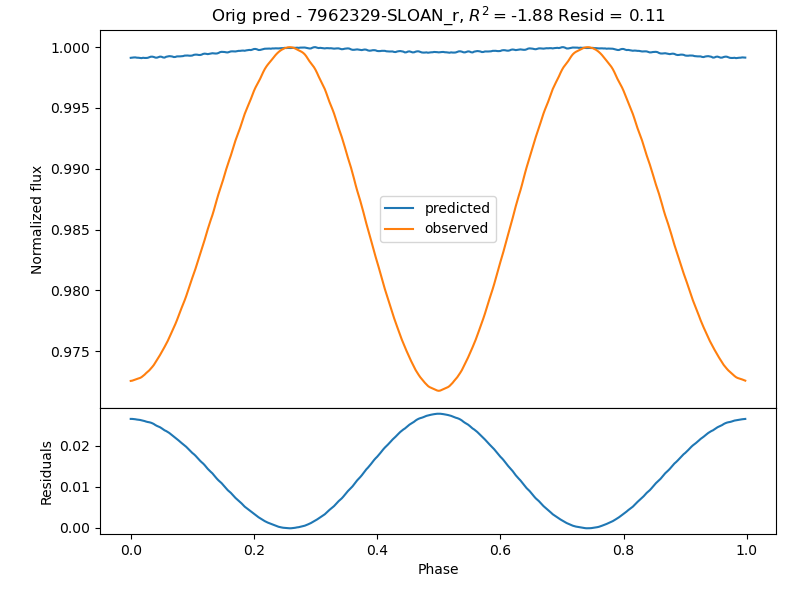 Orig pred - 7962329-SLOAN_r, R² = -1.88 Resid = 0.11
Normalized flux
1.000
0.995
0.990
0.985
0.980
0.975
predicted
observed
Residuals
0.02
0.01
0.00
0.0 0.2 0.4 0.6 0.8 1.0
Phase